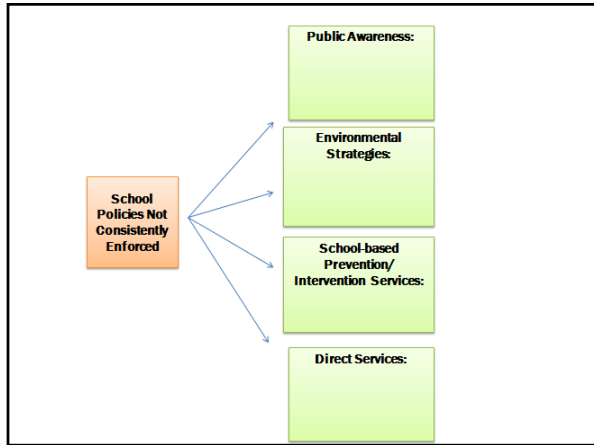 Public Awareness:
Environmental
Strategies:
School
Policies Not
Consistently
Enforced
School-based
Prevention/
Intervention Services:
Direct Services: